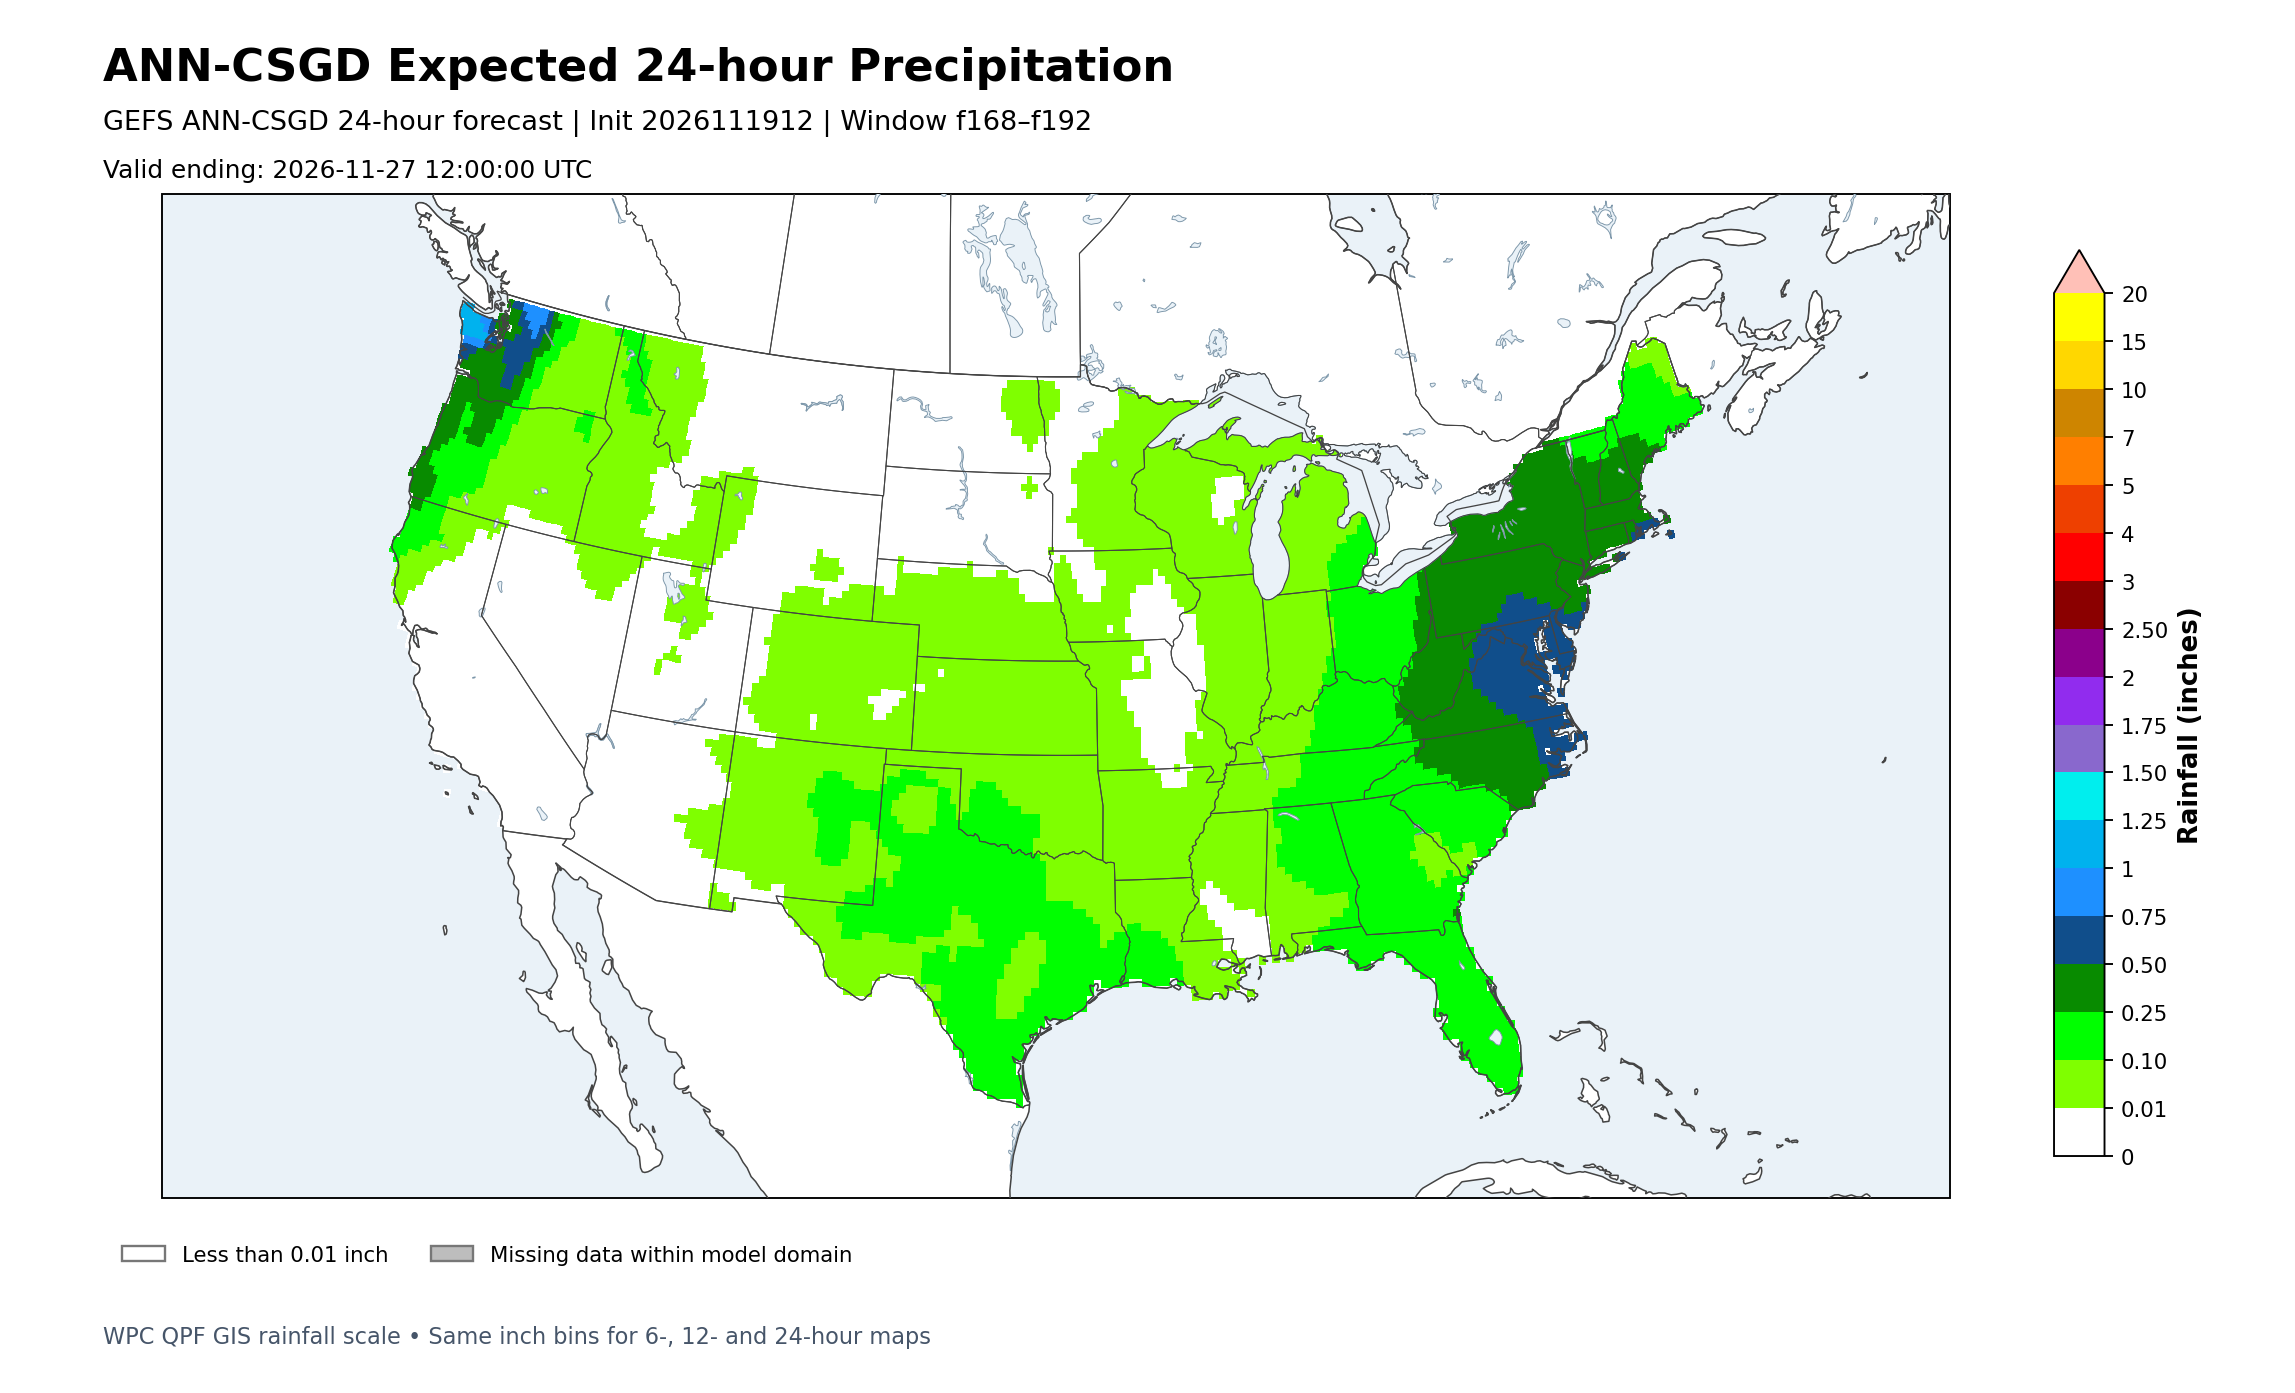 ANN-CSGD Expected 24-hour Precipitation
GEFS ANN-CSGD 24-hour forecast | Init 2026111912 | Window f168–f192
Valid ending: 2026-11-27 12:00:00 UTC
20
15
10
7
5
4
3
2.50
2
1.75
1.50
1.25
1
0.75
0.50
0.25
0.10
0.01
0
Rainfall (inches)
Less than 0.01 inch
Missing data within model domain
WPC QPF GIS rainfall scale • Same inch bins for 6-, 12- and 24-hour maps